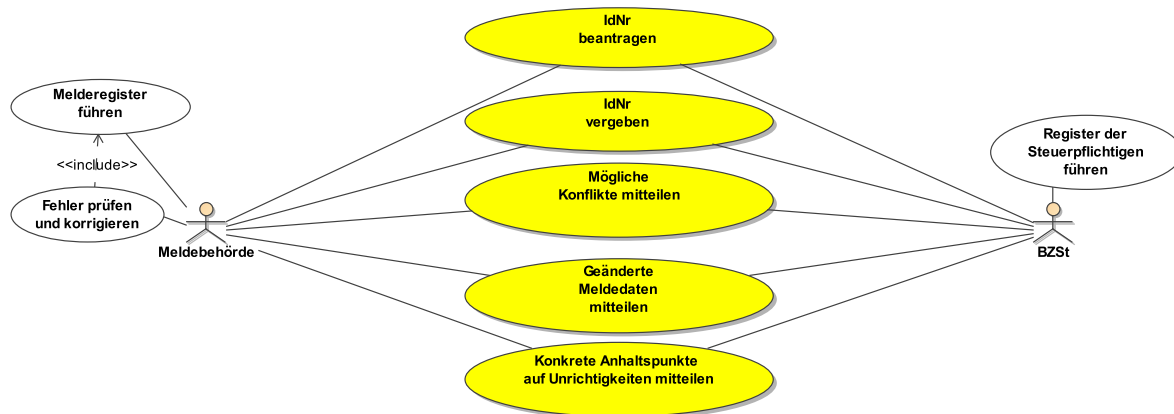 IdNr
beantragen
Melderegister
führen
<<include>>
Fehler prüfen
und korrigieren
Meldebehörde
IdNr
vergeben
Mögliche
Konflikte mitteilen
Geänderte
Meldedaten
mitteilen
Konkrete Anhaltspunkte
auf Unrichtigkeiten mitteilen
Register der
Steuerpflichtigen
führen
BZSt